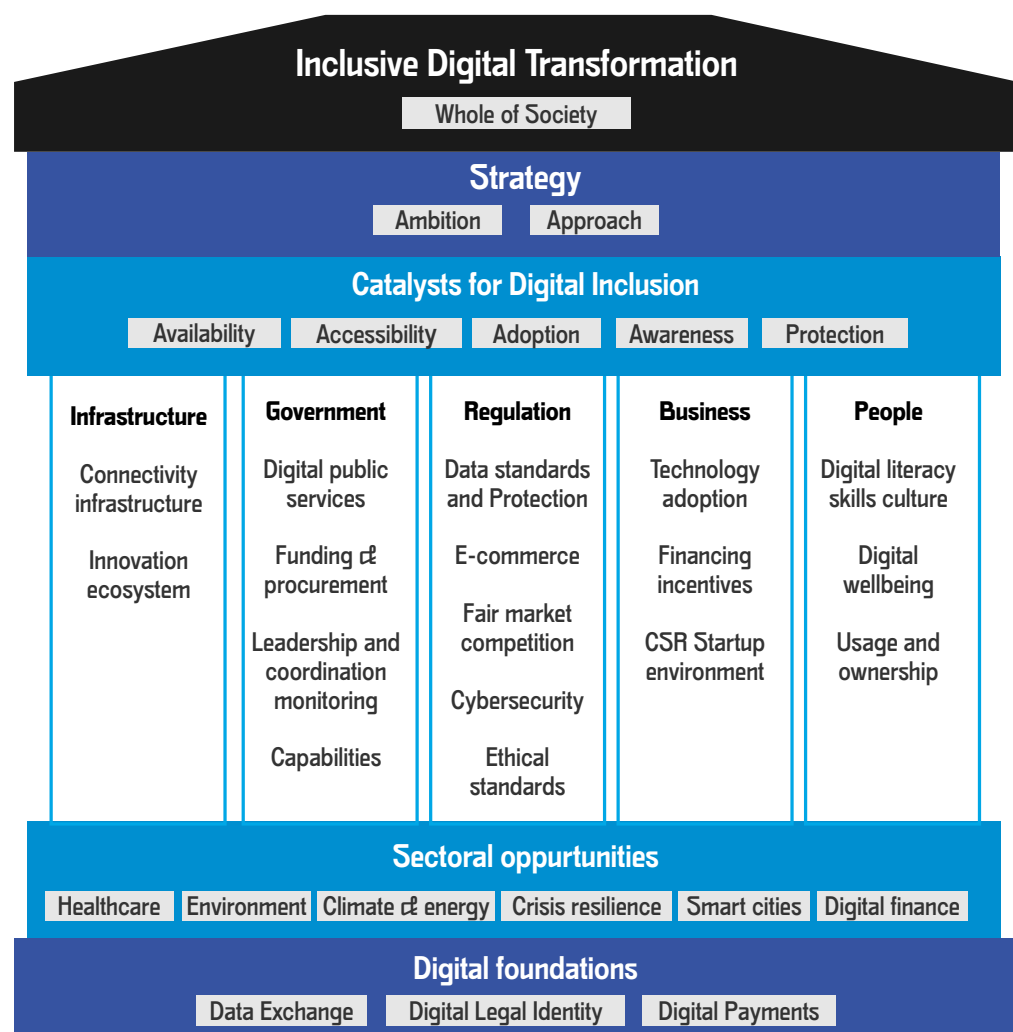 Inclusive Digital Transformation
Whole of Society
Strategy
Ambition
Approach
Catalysts for Digital Inclusion
Availability
Accessibility
Adoption
Awareness
Protection
Infrastructure
Connectivity
infrastructure
Innovation
ecosystem
Government
Digital public
services
Funding &
procurement
Leadership and
coordination
monitoring
Capabilities
Regulation
Data standards
and Protection
E-commerce
Fair market
competition
Cybersecurity
Ethical
standards
Business
Technology
adoption
Financing
incentives
CSR Startup
environment
People
Digital literacy
skills culture
Digital
wellbeing
Usage and
ownership
Sectoral oppurtunities
Healthcare
Environment
Climate & energy
Crisis resilience
Smart cities
Digital finance
Digital foundations
Data Exchange
Digital Legal Identity
Digital Payments